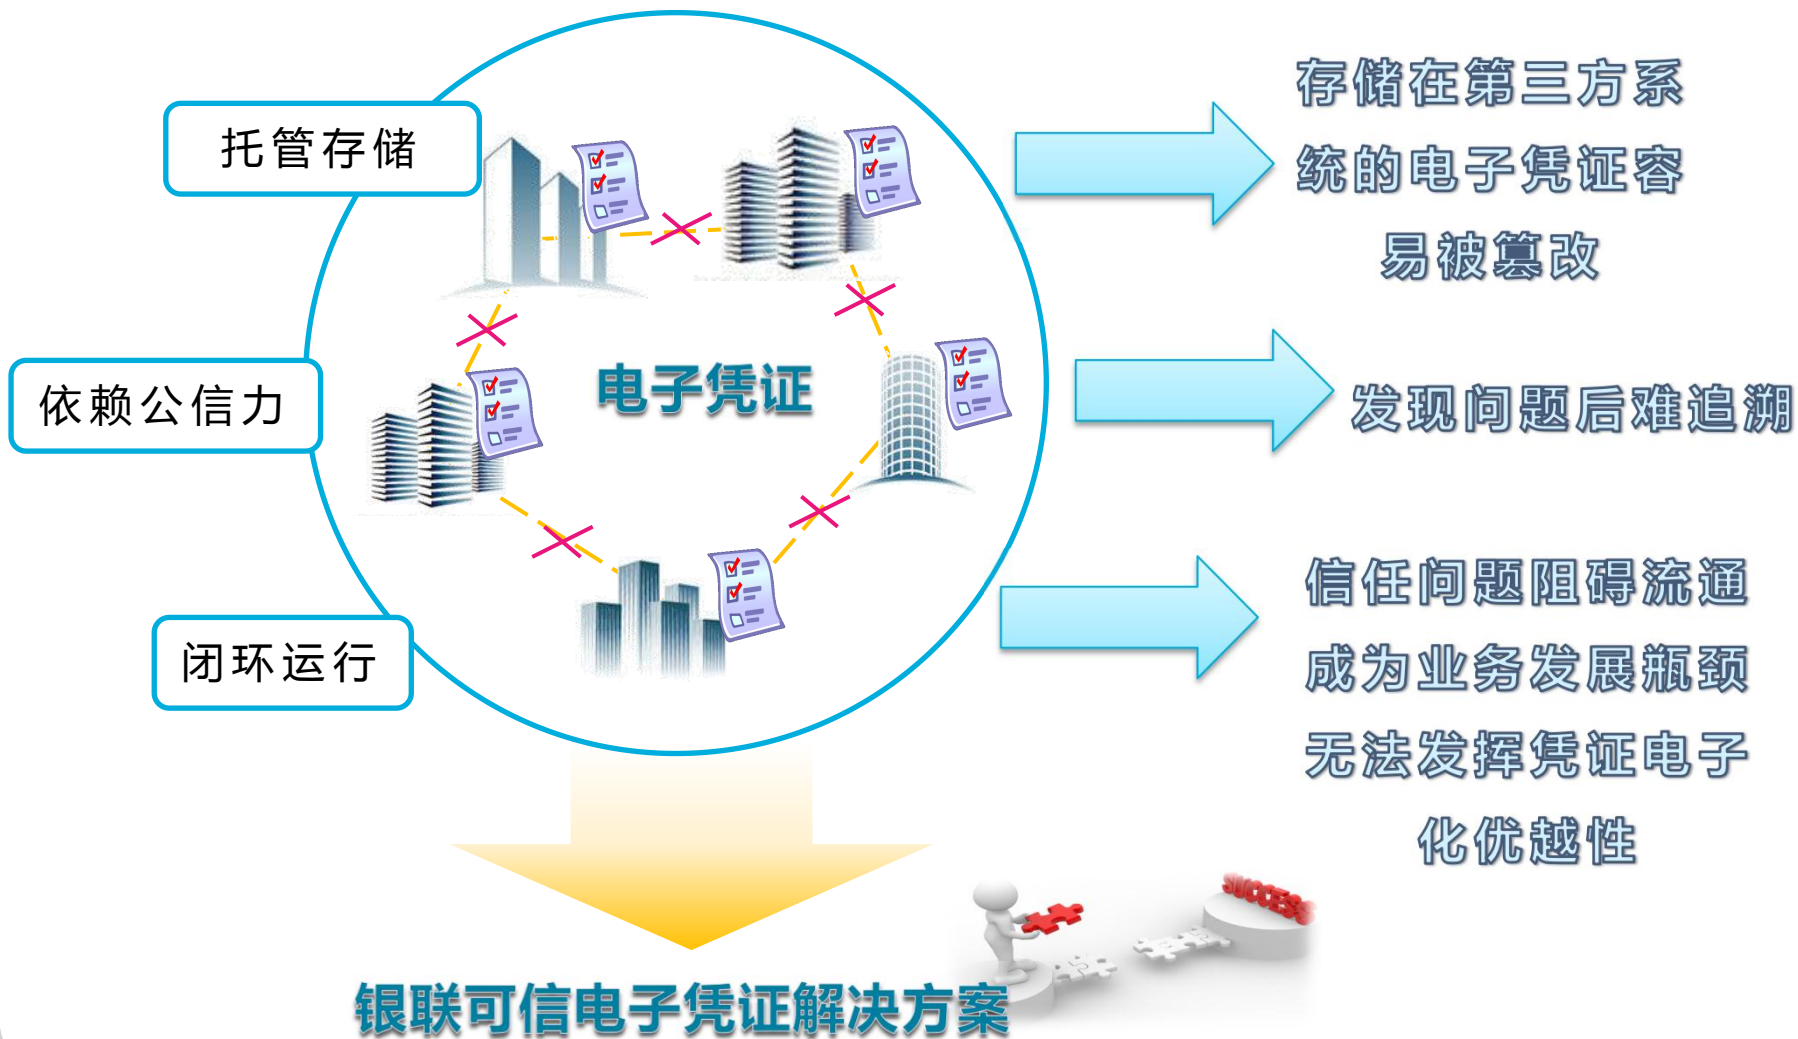 托管存储
依赖公信力
闭环运行
电子凭证
存储在第三方系
统的电子凭证容
易被篡改
发现问题后难追溯
信任问题阻碍流通
成为业务发展瓶颈
无法发挥凭证电子
化优越性
SUCCESS
银联可信电子凭证解决方案